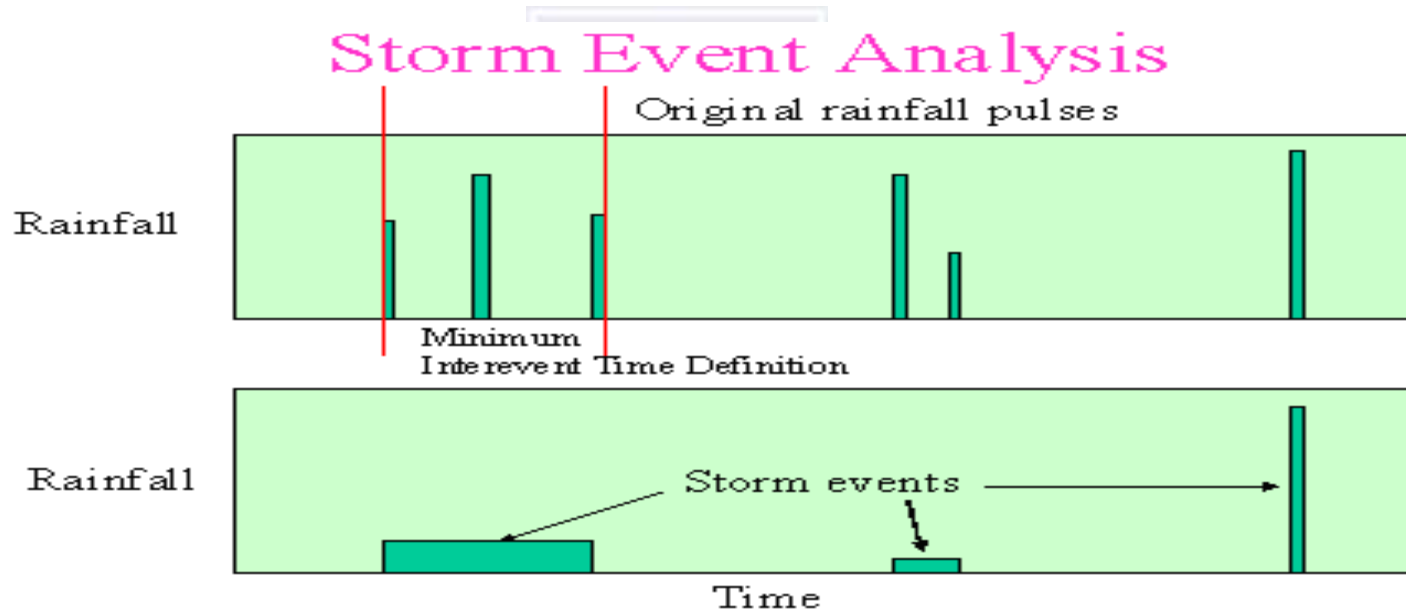 Storm Event Analysis
Original rainfall pulses
Rainfall
Minimum
Interevent Time Definition
Rainfall
Storm events
Time